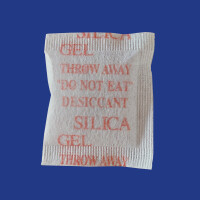 SILICA
GEL
THROW AWAY
"DO NOT EAT"
DESICCANT
SILICA
GEL
THROW AWAY